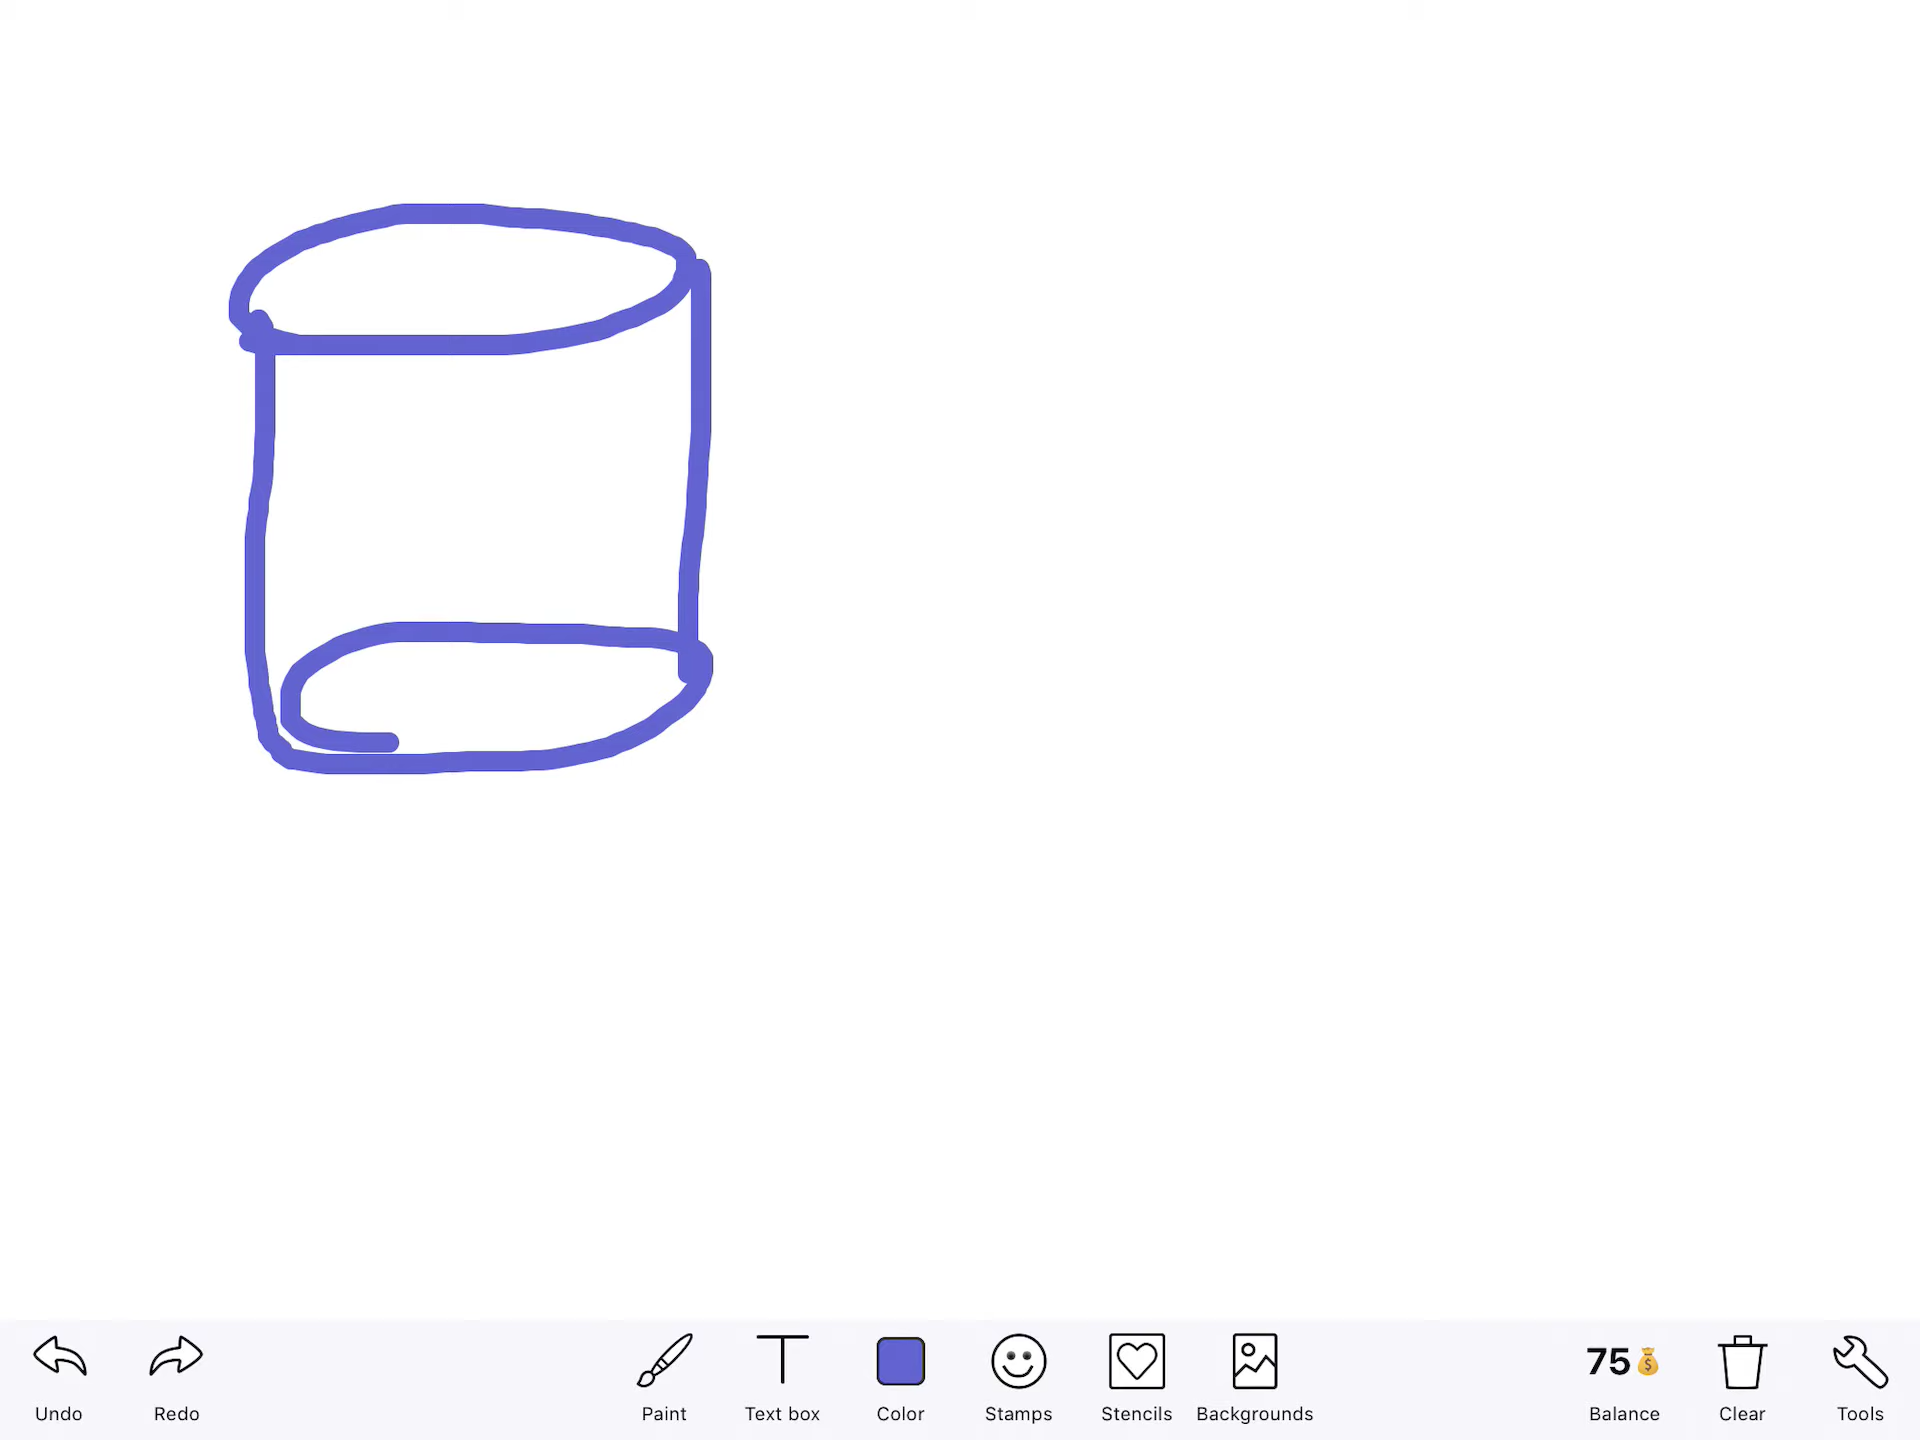 75
Undo
Redo
Paint
Text box
Color
Stamps
Stencils
Backgrounds
Balance
Clear
Tools